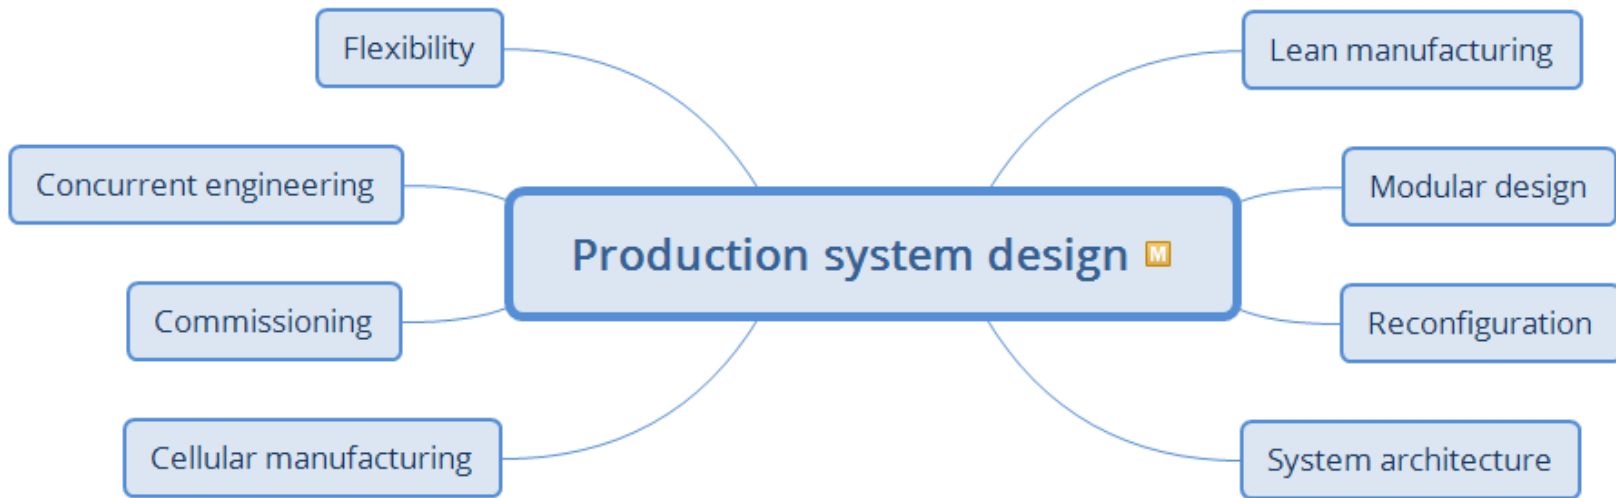 Flexibility
Lean manufacturing
Concurrent engineering
Modular design
Production system design M
Commissioning
Reconfiguration
Cellular manufacturing
System architecture